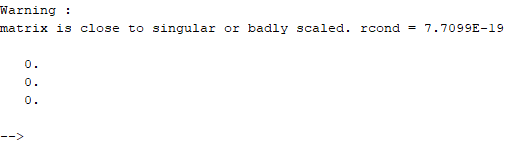 Warning :
matrix is close to singular or badly scaled. rcond = 7.7099E-19
0.
0.
0.
-->